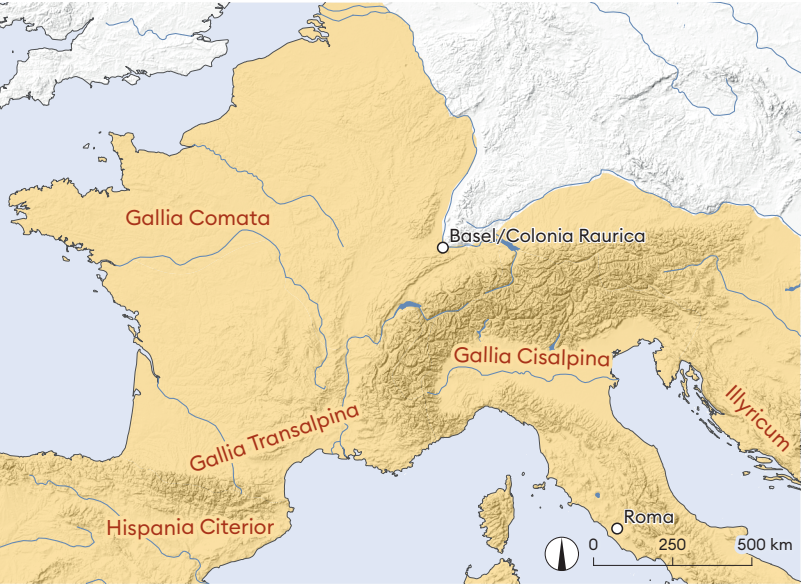 Gallia Comata
Basel/Colonia Raurica
Gallia Cisalpina
Illyricum
Gallia Transalpina
Hispania Citerior
Roma
0 250 500 km